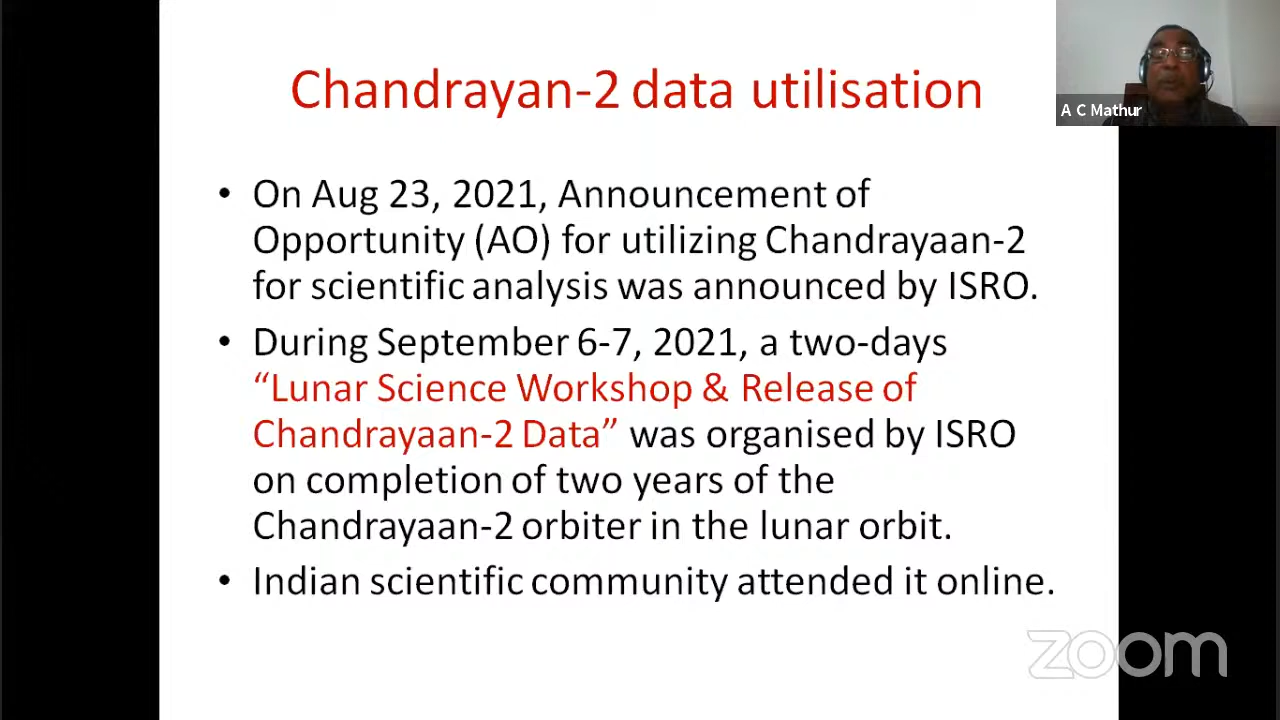 Chandrayan-2 data utilisation
A C Mathur
• On Aug 23, 2021, Announcement of
Opportunity (AO) for utilizing Chandrayaan-2
for scientific analysis was announced by ISRO.
• During September 6-7, 2021, a two-days
“Lunar Science Workshop & Release of
Chandrayaan-2 Data” was organised by ISRO
on completion of two years of the
Chandrayaan-2 orbiter in the lunar orbit.
• Indian scientific community attended it online.
zoom